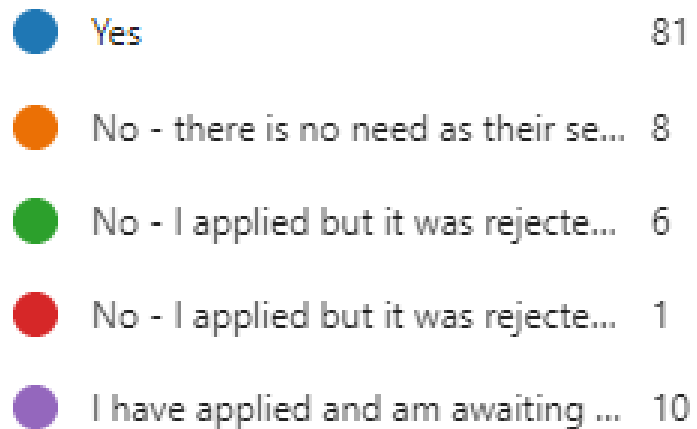 Yes 81
No - there is no need as their se... 8
No - I applied but it was rejecte... 6
No - I applied but it was rejecte... 1
I have applied and am awaiting ... 10